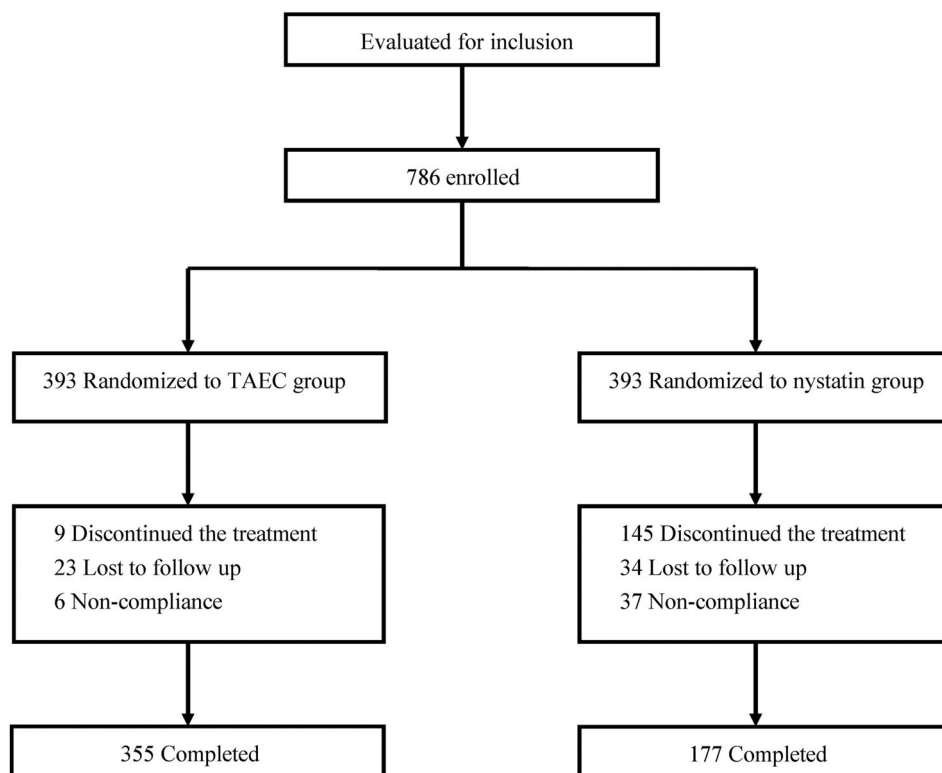 Evaluated for inclusion
786 enrolled
393 Randomized to TAEC group
393 Randomized to nystatin group
9 Discontinued the treatment
23 Lost to follow up
6 Non-compliance
145 Discontinued the treatment
34 Lost to follow up
37 Non-compliance
355 Completed
177 Completed